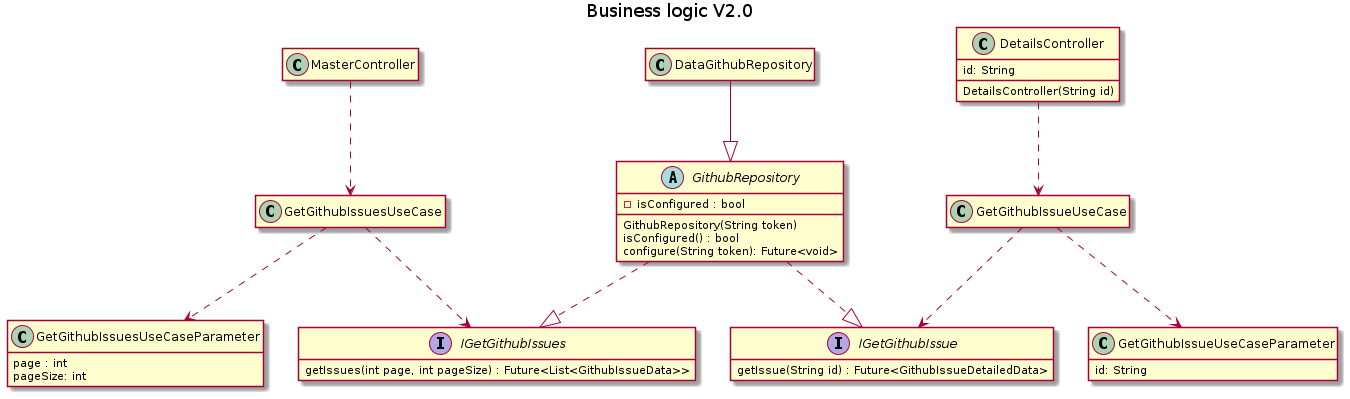 Business logic V2.0
C MasterController
C DataGithubRepository
C DetailsController
id: String
DetailsController(String id)
A GithubRepository
isConfigured : bool
GithubRepository(String token)
isConfigured() : bool
configure(String token): Future<void>
C GetGithubIssuesUseCase
C GetGithubIssueUseCase
C GetGithubIssuesUseCaseParameter
page : int
pageSize: int
I IGetGithubIssues
getIssues(int page, int pageSize) : Future<List<GithubIssueData>>
I IGetGithubIssue
getIssue(String id) : Future<GithubIssueDetailedData>
C GetGithubIssueUseCaseParameter
id: String